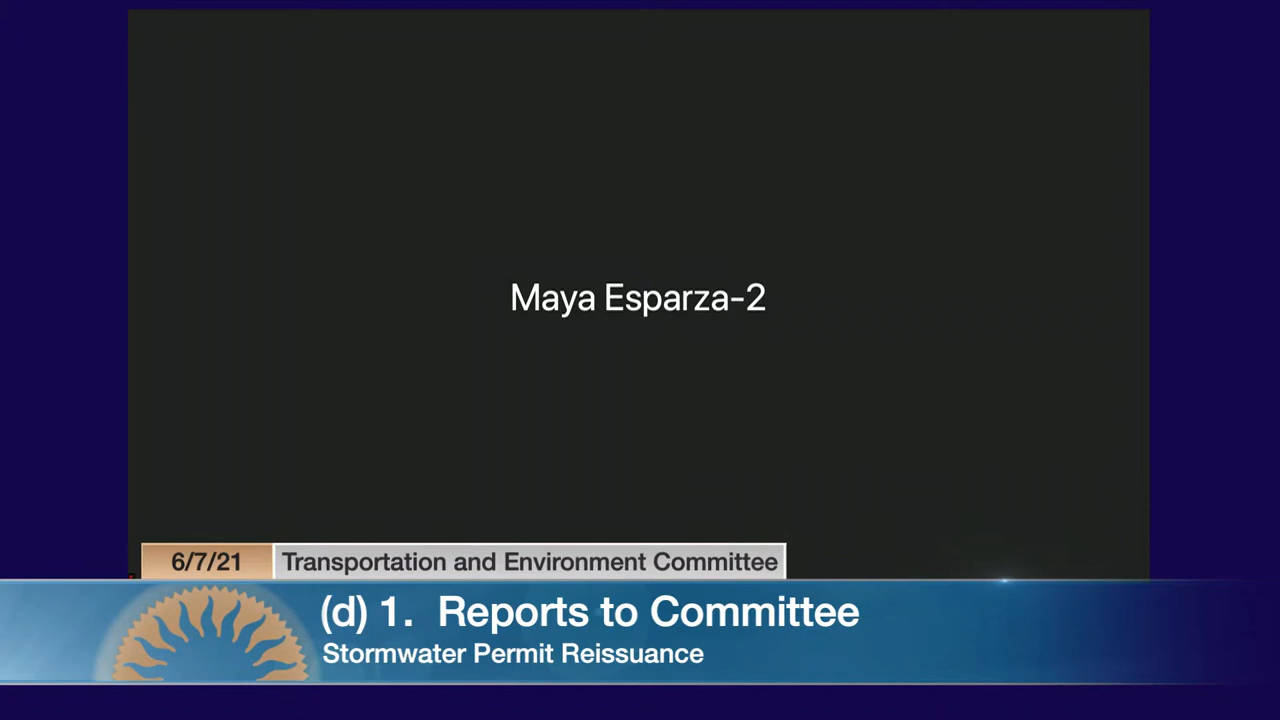 Maya Esparza-2
6/7/21 Transportation and Environment Committee
(d) 1. Reports to Committee
Stormwater Permit Reissuance